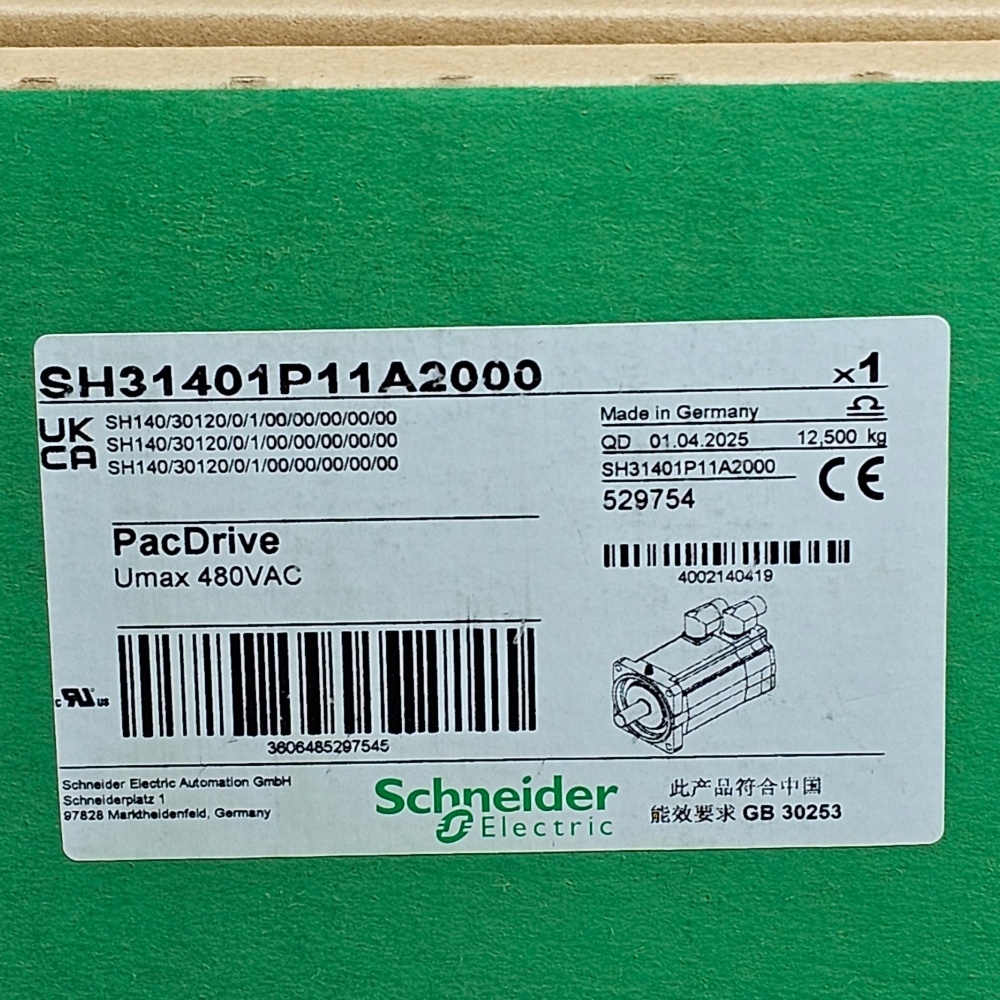 SH31401P11A2000
x1
UK
CA
SH140/30120/0/1/00/00/00/00/00
SH140/30120/0/1/00/00/00/00/00
SH140/30120/0/1/00/00/00/00/00
Made in Germany
QD 01.04.2025 12,500 kg
SH31401P11A2000
CE
529754
PacDrive
Umax 480VAC
4002140419
c RU us
3606485297545
Schneider Electric Automation GmbH
Schneiderplatz 1
97828 Marktheidenfeld, Germany
Schneider
Electric
此产品符合中国
能效要求 GB 30253